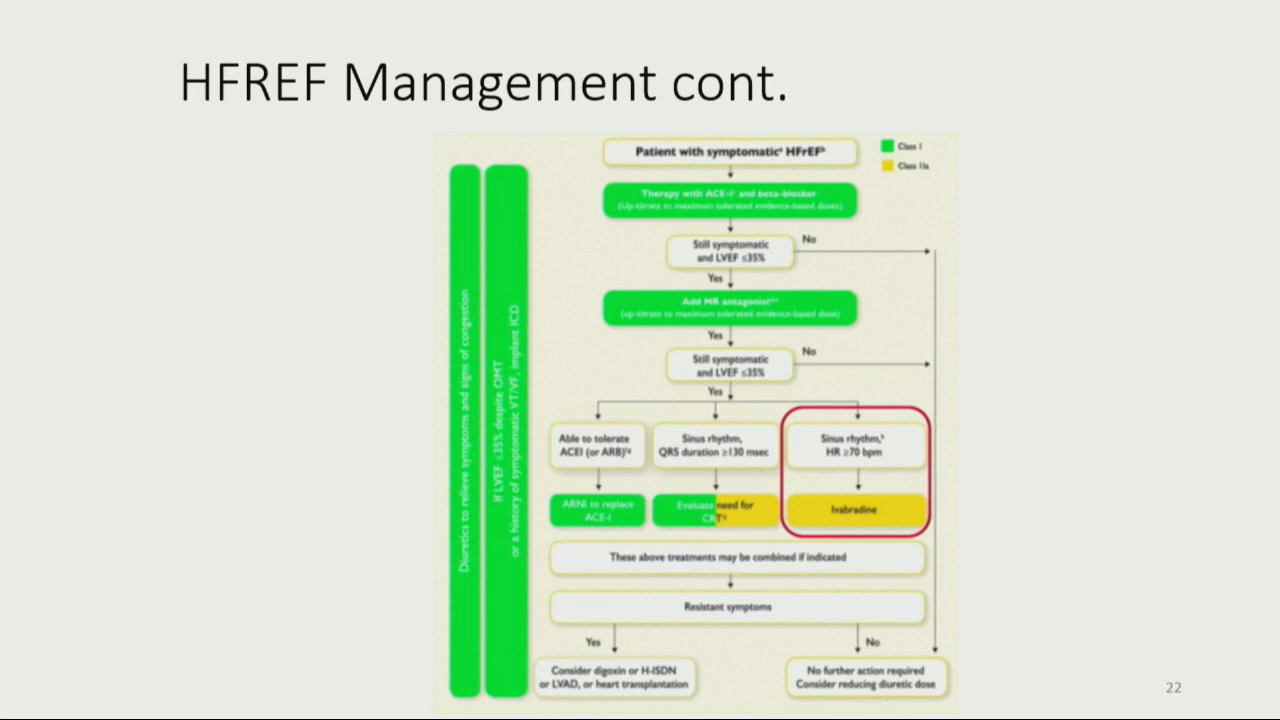 HFREF Management cont.
Patient with symptomaticᵃ HFrEFᵇ
Class I
Class IIa
Therapy with ACE-Iᶜ and beta-blocker
(Up-titrate to maximum tolerated evidence-based doses)
Still symptomatic
and LVEF ≤35%
No
Yes
Add MR antagonist
(up-titrate to maximum tolerated evidence-based dose)
Yes
Still symptomatic
and LVEF ≤35%
No
Yes
Able to tolerate
ACEI (or ARB)
Sinus rhythm,
QRS duration ≥130 msec
Sinus rhythm,ʰ
HR ≥70 bpm
ARNI to replace
ACE-I
Evaluate need for
CRT
Ivabradine
These above treatments may be combined if indicated
Resistant symptoms
Yes
No
Consider digoxin or H-ISDN
or LVAD, or heart transplantation
No further action required
Consider reducing diuretic dose
Diuretics to relieve symptoms and signs of congestion
If LVEF ≤35% despite OMT
or a history of symptomatic VT/VF, implant ICD
22